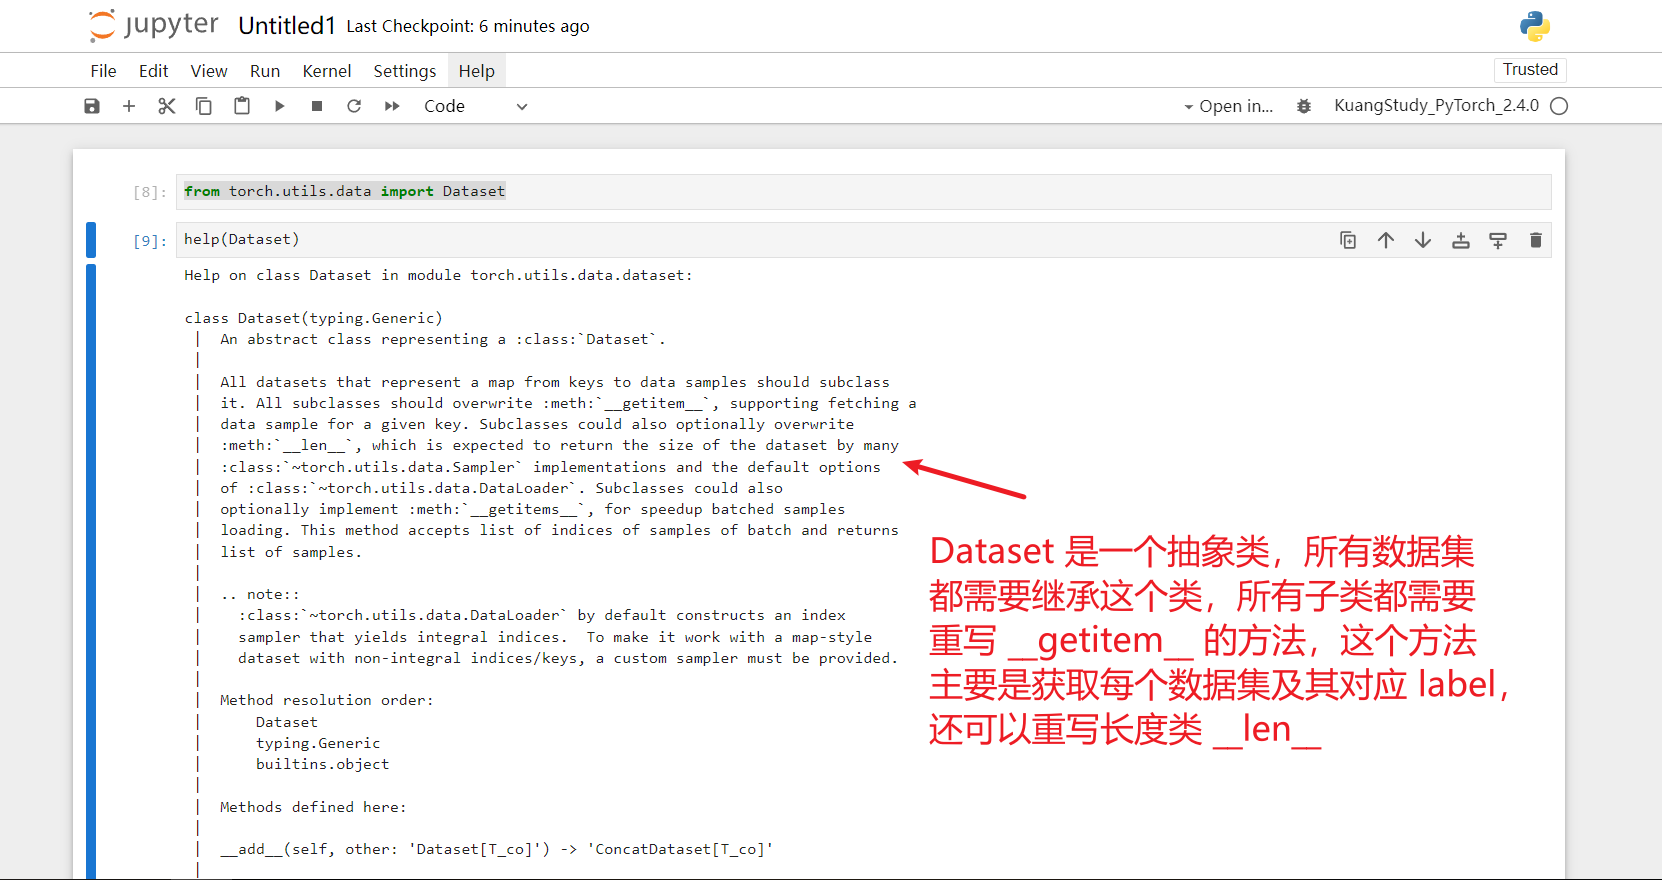 jupyter Untitled1 Last Checkpoint: 6 minutes ago
File Edit View Run Kernel Settings Help Trusted
Code Open in... KuangStudy_PyTorch_2.4.0
[8]: from torch.utils.data import Dataset
[9]: help(Dataset)
Help on class Dataset in module torch.utils.data.dataset:
class Dataset(typing.Generic)
| An abstract class representing a :class:`Dataset`.
|
| All datasets that represent a map from keys to data samples should subclass
| it. All subclasses should overwrite :meth:`__getitem__`, supporting fetching a
| data sample for a given key. Subclasses could also optionally overwrite
| :meth:`__len__`, which is expected to return the size of the dataset by many
| :class:`~torch.utils.data.Sampler` implementations and the default options
| of :class:`~torch.utils.data.DataLoader`. Subclasses could also
| optionally implement :meth:`__getitems__`, for speedup batched samples
| loading. This method accepts list of indices of samples of batch and returns
| list of samples.
|
| .. note::
|   :class:`~torch.utils.data.DataLoader` by default constructs an index
|   sampler that yields integral indices.  To make it work with a map-style
|   dataset with non-integral indices/keys, a custom sampler must be provided.
|
| Method resolution order:
|     Dataset
|     typing.Generic
|     builtins.object
|
| Methods defined here:
|
| __add__(self, other: 'Dataset[T_co]') -> 'ConcatDataset[T_co]'
|
Dataset 是一个抽象类，所有数据集
都需要继承这个类，所有子类都需要
重写 __getitem__ 的方法，这个方法
主要是获取每个数据集及其对应 label，
还可以重写长度类 __len__